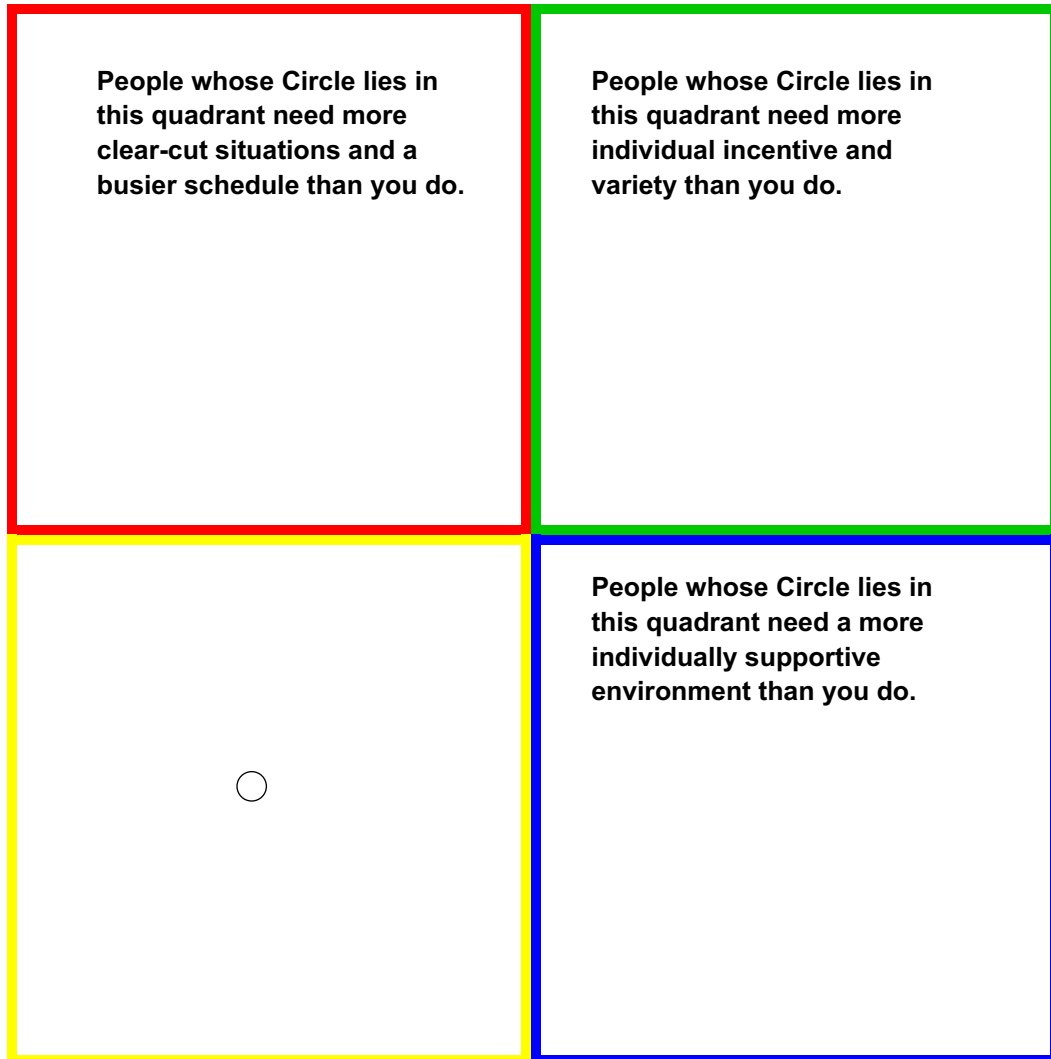 People whose Circle lies in
this quadrant need more
clear-cut situations and a
busier schedule than you do.
People whose Circle lies in
this quadrant need more
individual incentive and
variety than you do.
People whose Circle lies in
this quadrant need a more
individually supportive
environment than you do.